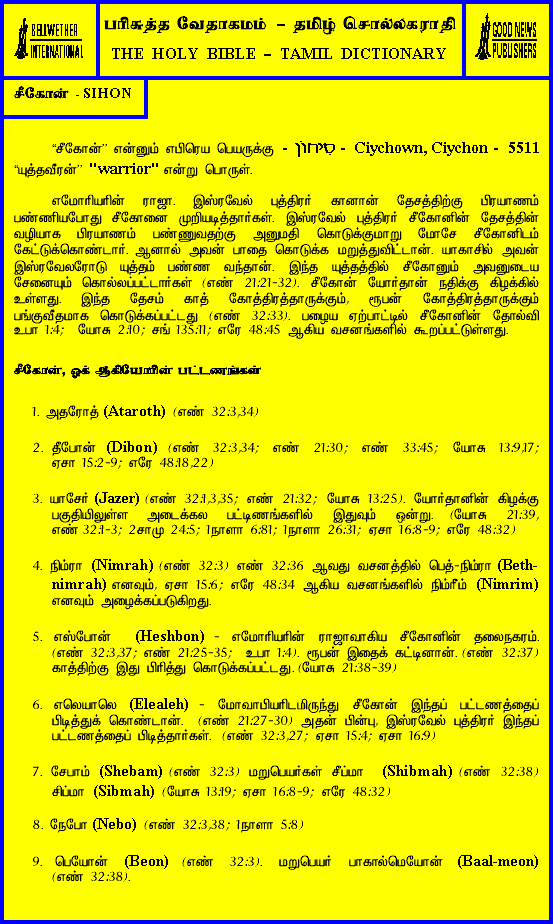 BELLWETHER
INTERNATIONAL
பரிசுத்த வேதாகமம் – தமிழ் சொல்லகராதி
THE HOLY BIBLE – TAMIL DICTIONARY
GOOD NEWS
PUBLISHERS
சீகோன் - SIHON
“சீகோன்” என்னும் எபிரெய பெயருக்கு - סִיחוֹן - Ciychown, Ciychon - 5511
“யுத்தவீரன்” "warrior" என்று பொருள்.
எமோரியரின் ராஜா. இஸ்ரவேல் புத்திரர் கானான் தேசத்திற்கு பிரயாணம்
பண்ணியபோது சீகோனை முறியடித்தார்கள். இஸ்ரவேல் புத்திரர் சீகோனின் தேசத்தின்
வழியாக பிரயாணம் பண்ணுவதற்கு அனுமதி கொடுக்குமாறு மோசே சீகோனிடம்
கேட்டுக்கொண்டார். ஆனால் அவன் பாதை கொடுக்க மறுத்துவிட்டான். யாகாசில் அவன்
இஸ்ரவேலரோடு யுத்தம் பண்ண வந்தான். இந்த யுத்தத்தில் சீகோனும் அவனுடைய
சேனையும் கொல்லப்பட்டார்கள் (எண் 21:21-32). சீகோன் யோர்தான் நதிக்கு கிழக்கில்
உள்ளது. இந்த தேசம் காத் கோத்திரத்தாருக்கும், ரூபன் கோத்திரத்தாருக்கும்
பங்குவீதமாக கொடுக்கப்பட்டது (எண் 32:33). பழைய ஏற்பாட்டில் சீகோனின் தோல்வி
உபா 1:4; யோசு 2:10; சங் 135:11; எரே 48:45 ஆகிய வசனங்களில் கூறப்பட்டுள்ளது.
சீகோன், ஓக் ஆகியோரின் பட்டணங்கள்
1. அதரோத் (Ataroth) (எண் 32:3,34)
2. தீபோன் (Dibon) (எண் 32:3,34; எண் 21:30; எண் 33:45; யோசு 13:9,17;
ஏசா 15:2-9; எரே 48:18,22)
3. யாசேர் (Jazer) (எண் 32:1,3,35; எண் 21:32; யோசு 13:25). யோர்தானின் கிழக்கு
பகுதியிலுள்ள அடைக்கல பட்டிணங்களில் இதுவும் ஒன்று. (யோசு 21:39,
எண் 32:1-3; 2சாமு 24:5; 1நாளா 6:81; 1நாளா 26:31; ஏசா 16:8-9; எரே 48:32)
4. நிம்ரா (Nimrah) (எண் 32:3) எண் 32:36 ஆவது வசனத்தில் பெத்-நிம்ரா (Beth-
nimrah) எனவும், ஏசா 15:6; எரே 48:34 ஆகிய வசனங்களில் நிம்ரீம் (Nimrim)
எனவும் அழைக்கப்படுகிறது.
5. எஸ்போன் (Heshbon) - எமோரியரின் ராஜாவாகிய சீகோனின் தலைநகரம்.
(எண் 32:3,37; எண் 21:25-35; உபா 1:4). ரூபன் இதைக் கட்டினான். (எண் 32:37)
காத்திற்கு இது பிரித்து கொடுக்கப்பட்டது. (யோசு 21:38-39)
6. எலெயாலெ (Elealeh) - மோவாபியரிடமிருந்து சீகோன் இந்தப் பட்டணத்தைப்
பிடித்துக் கொண்டான். (எண் 21:27-30) அதன் பின்பு, இஸ்ரவேல் புத்திரர் இந்தப்
பட்டணத்தைப் பிடித்தார்கள். (எண் 32:3,27; ஏசா 15:4; ஏசா 16:9)
7. சேபாம் (Shebam) (எண் 32:3) மறுபெயர்கள் சீப்மா (Shibmah) (எண் 32:38)
சிப்மா (Sibmah) (யோசு 13:19; ஏசா 16:8-9; எரே 48:32)
8. நேபோ (Nebo) (எண் 32:3,38; 1நாளா 5:8)
9. பெயோன் (Beon) (எண் 32:3). மறுபெயர் பாகால்மெயோன் (Baal-meon)
(எண் 32:38).